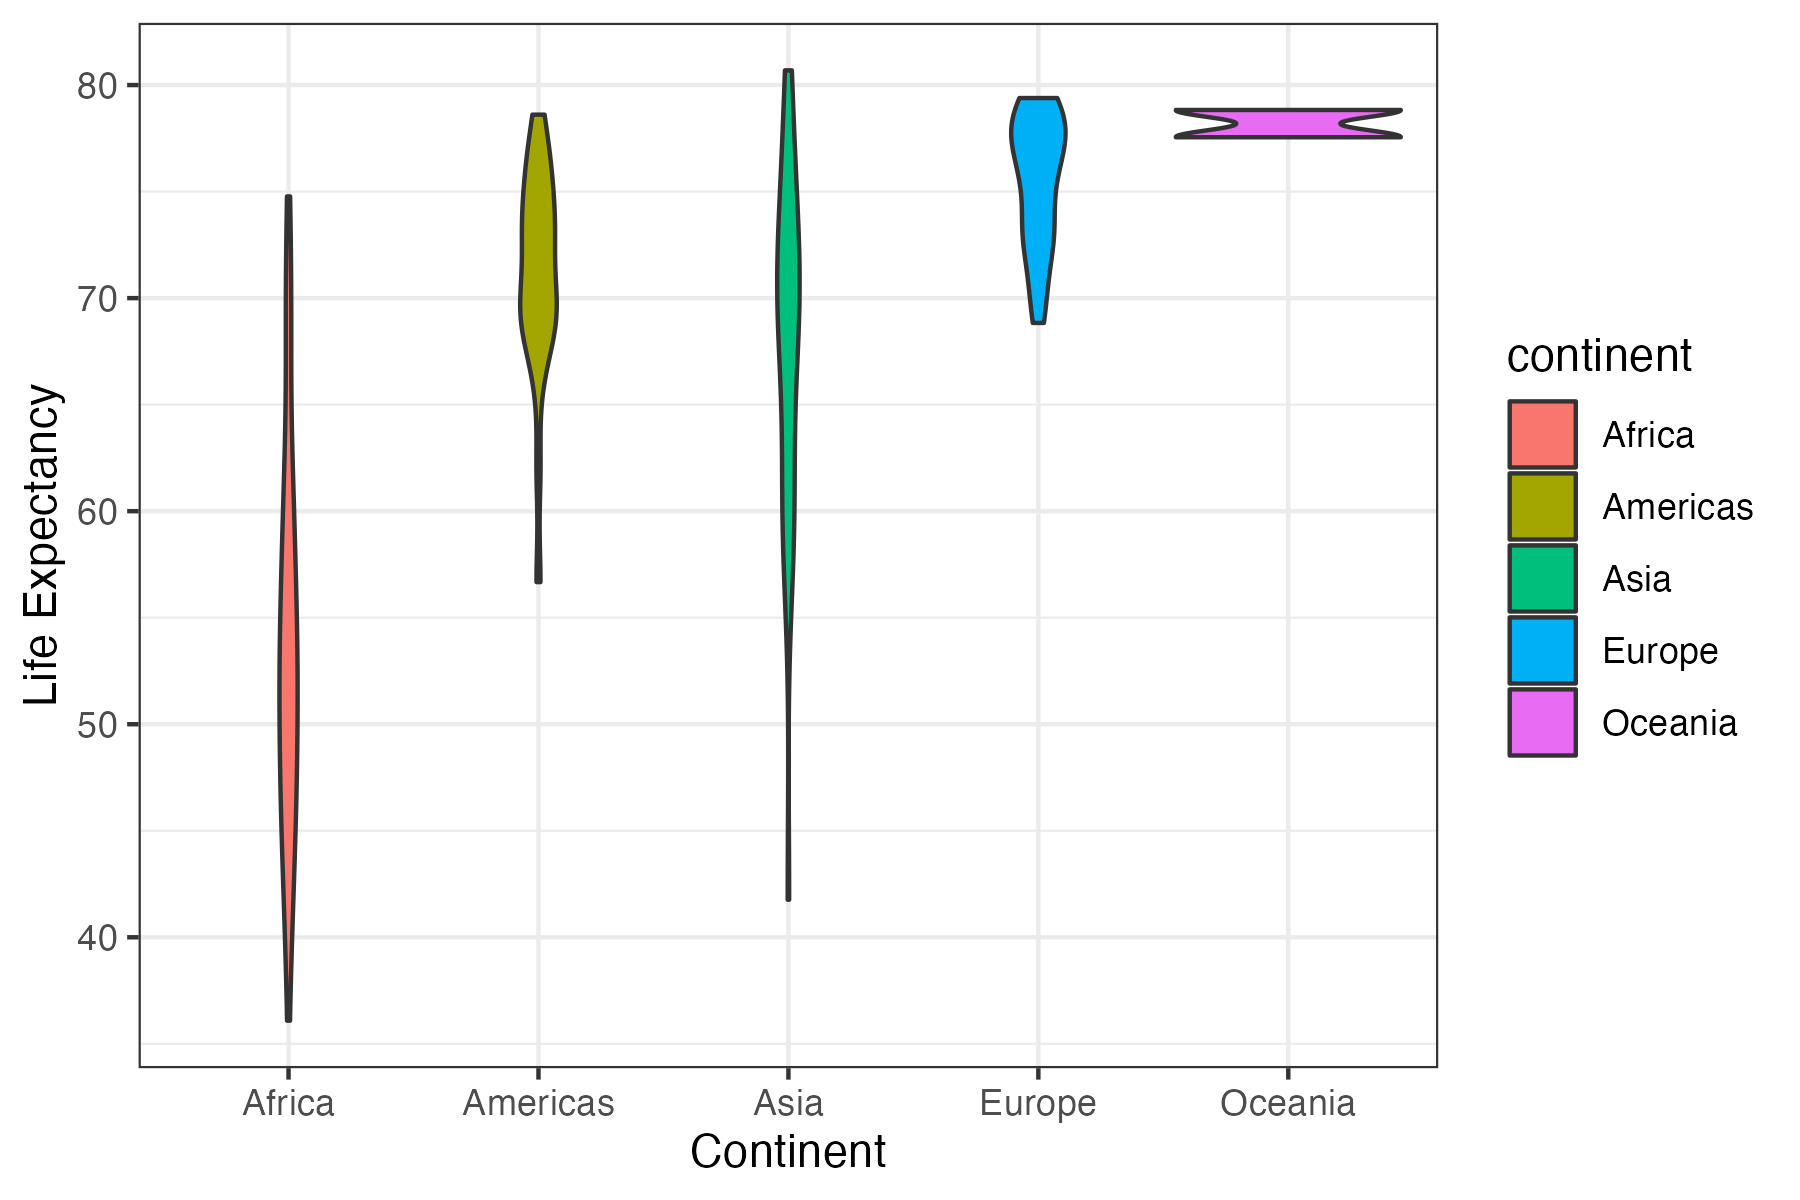 Life Expectancy
80
70
60
50
40
Africa
Americas
Asia
Europe
Oceania
Continent
continent
Africa
Americas
Asia
Europe
Oceania